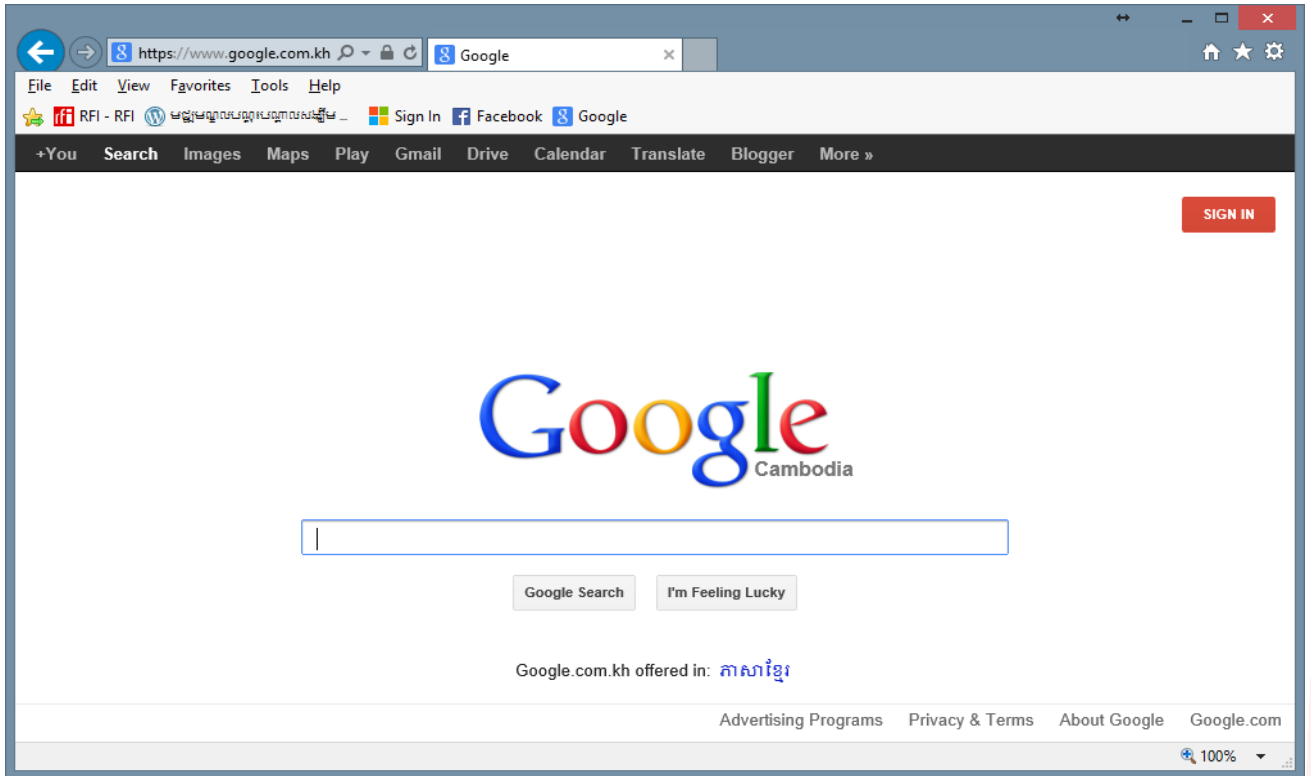 https://www.google.com.kh Google
File Edit View Favorites Tools Help
RFI - RFI Sign In Facebook Google
+You Search Images Maps Play Gmail Drive Calendar Translate Blogger More »
SIGN IN
Google
Cambodia
Google Search I'm Feeling Lucky
Google.com.kh offered in: ភាសាខ្មែរ
Advertising Programs Privacy & Terms About Google Google.com
100%